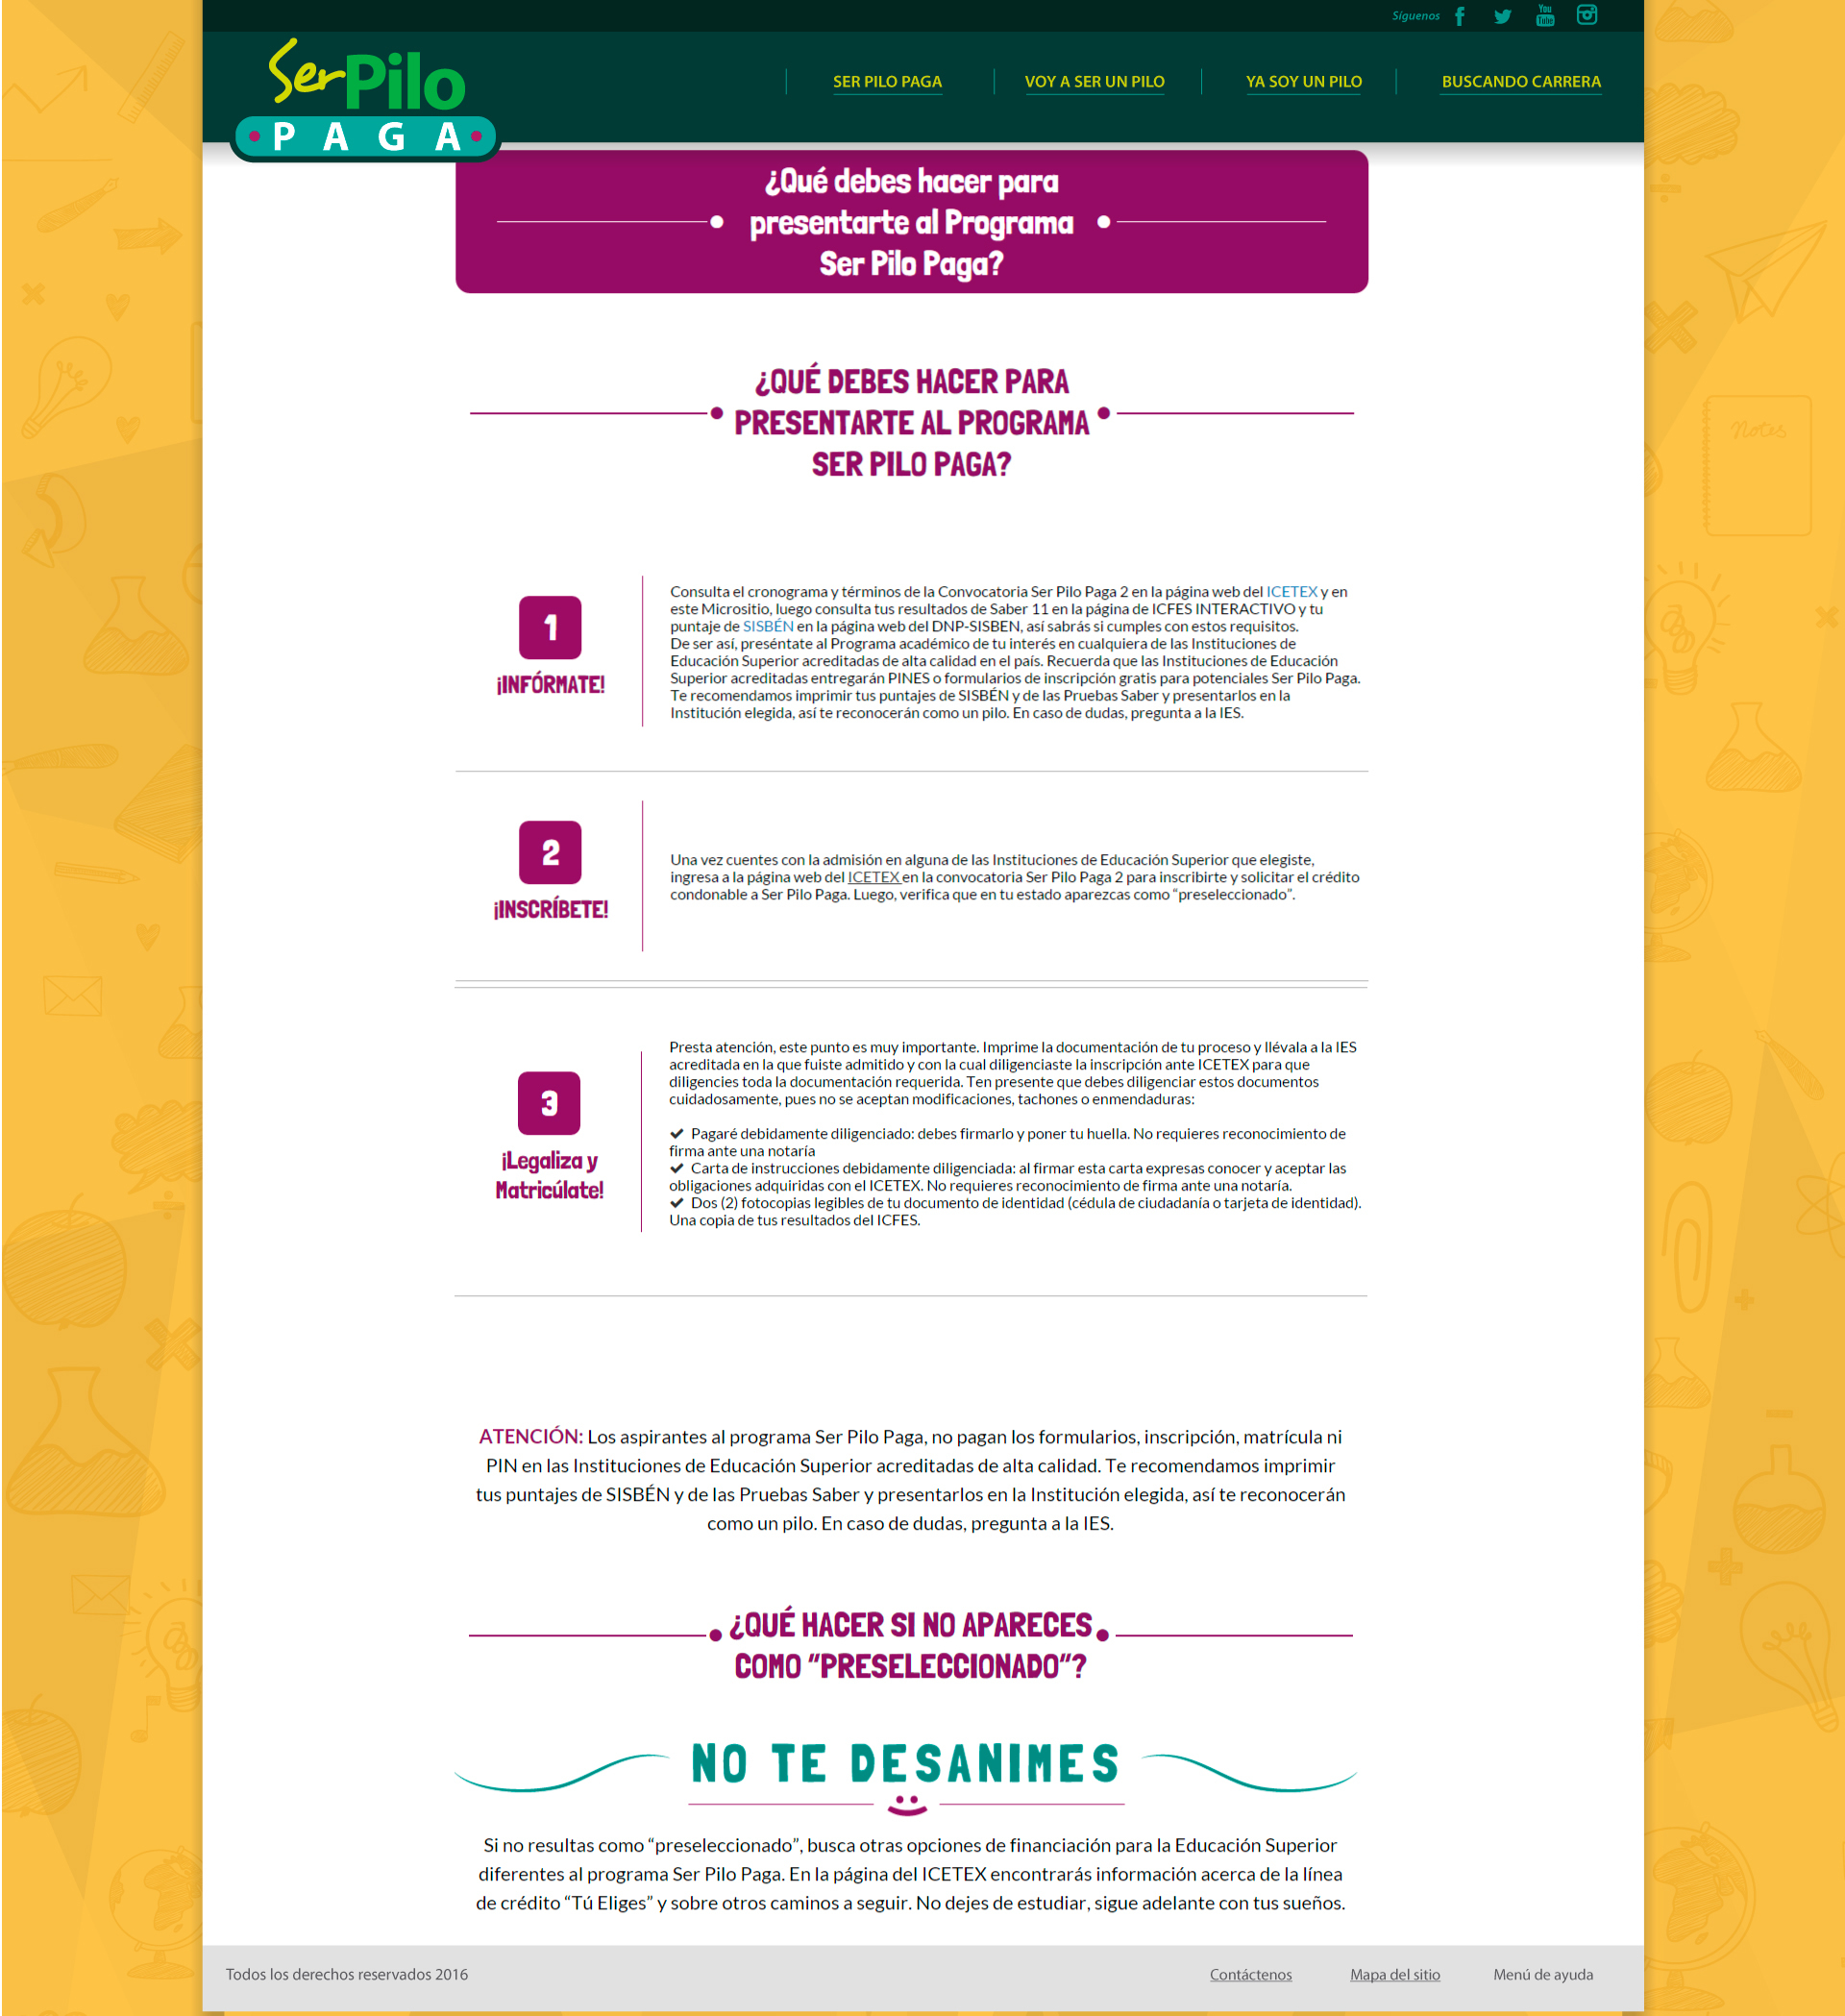 Síguenos
You
Tube
Ser Pilo
PAGA
SER PILO PAGA
VOY A SER UN PILO
YA SOY UN PILO
BUSCANDO CARRERA
¿Qué debes hacer para
presentarte al Programa
Ser Pilo Paga?
¿QUÉ DEBES HACER PARA
PRESENTARTE AL PROGRAMA
SER PILO PAGA?
1
¡INFÓRMATE!
Consulta el cronograma y términos de la Convocatoria Ser Pilo Paga 2 en la página web del ICETEX y en
este Micrositio, luego consulta tus resultados de Saber 11 en la página de ICFES INTERACTIVO y tu
puntaje de SISBÉN en la página web del DNP-SISBEN, así sabrás si cumples con estos requisitos.
De ser así, preséntate al Programa académico de tu interés en cualquiera de las Instituciones de
Educación Superior acreditadas de alta calidad en el país. Recuerda que las Instituciones de Educación
Superior acreditadas entregarán PINES o formularios de inscripción gratis para potenciales Ser Pilo Paga.
Te recomendamos imprimir tus puntajes de SISBÉN y de las Pruebas Saber y presentarlos en la
Institución elegida, así te reconocerán como un pilo. En caso de dudas, pregunta a la IES.
2
¡INSCRÍBETE!
Una vez cuentes con la admisión en alguna de las Instituciones de Educación Superior que elegiste,
ingresa a la página web del ICETEX en la convocatoria Ser Pilo Paga 2 para inscribirte y solicitar el crédito
condonable a Ser Pilo Paga. Luego, verifica que en tu estado aparezcas como “preseleccionado”.
3
¡Legaliza y
Matricúlate!
Presta atención, este punto es muy importante. Imprime la documentación de tu proceso y llévala a la IES
acreditada en la que fuiste admitido y con la cual diligenciaste la inscripción ante ICETEX para que
diligencies toda la documentación requerida. Ten presente que debes diligenciar estos documentos
cuidadosamente, pues no se aceptan modificaciones, tachones o enmendaduras:
✔ Pagaré debidamente diligenciado: debes firmarlo y poner tu huella. No requieres reconocimiento de
firma ante una notaría
✔ Carta de instrucciones debidamente diligenciada: al firmar esta carta expresas conocer y aceptar las
obligaciones adquiridas con el ICETEX. No requieres reconocimiento de firma ante una notaría.
✔ Dos (2) fotocopias legibles de tu documento de identidad (cédula de ciudadanía o tarjeta de identidad).
Una copia de tus resultados del ICFES.
ATENCIÓN: Los aspirantes al programa Ser Pilo Paga, no pagan los formularios, inscripción, matrícula ni
PIN en las Instituciones de Educación Superior acreditadas de alta calidad. Te recomendamos imprimir
tus puntajes de SISBÉN y de las Pruebas Saber y presentarlos en la Institución elegida, así te reconocerán
como un pilo. En caso de dudas, pregunta a la IES.
¿QUÉ HACER SI NO APARECES
COMO “PRESELECCIONADO”?
NO TE DESANIMES
Si no resultas como “preseleccionado”, busca otras opciones de financiación para la Educación Superior
diferentes al programa Ser Pilo Paga. En la página del ICETEX encontrarás información acerca de la línea
de crédito “Tú Eliges” y sobre otros caminos a seguir. No dejes de estudiar, sigue adelante con tus sueños.
Todos los derechos reservados 2016
Contáctenos
Mapa del sitio
Menú de ayuda
Notes